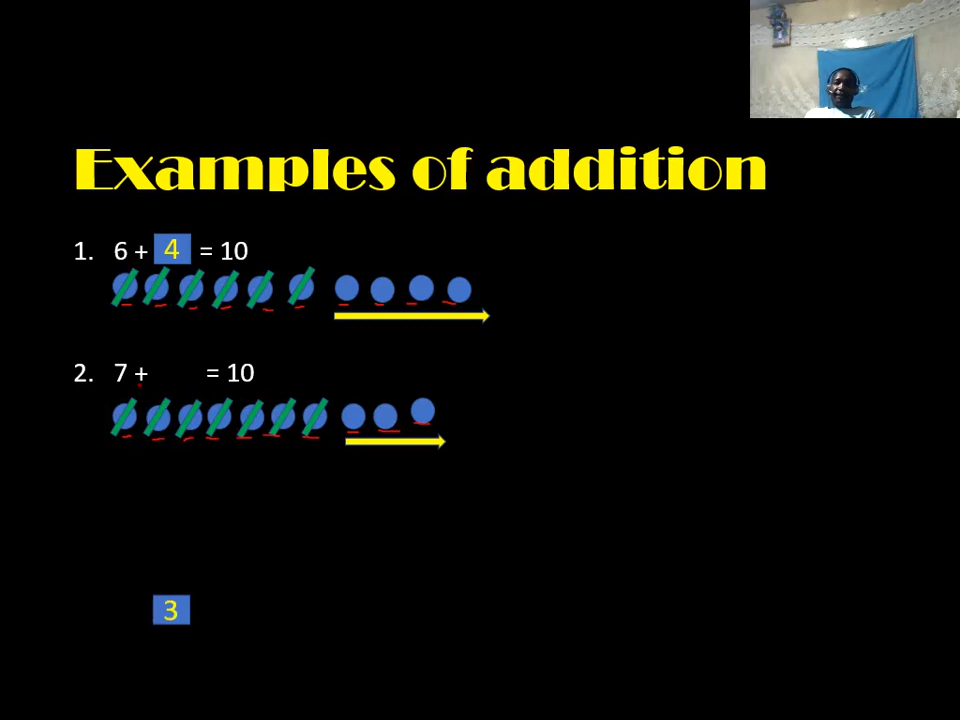 Examples of addition
1. 6 + 4 = 10
2. 7 + = 10
3